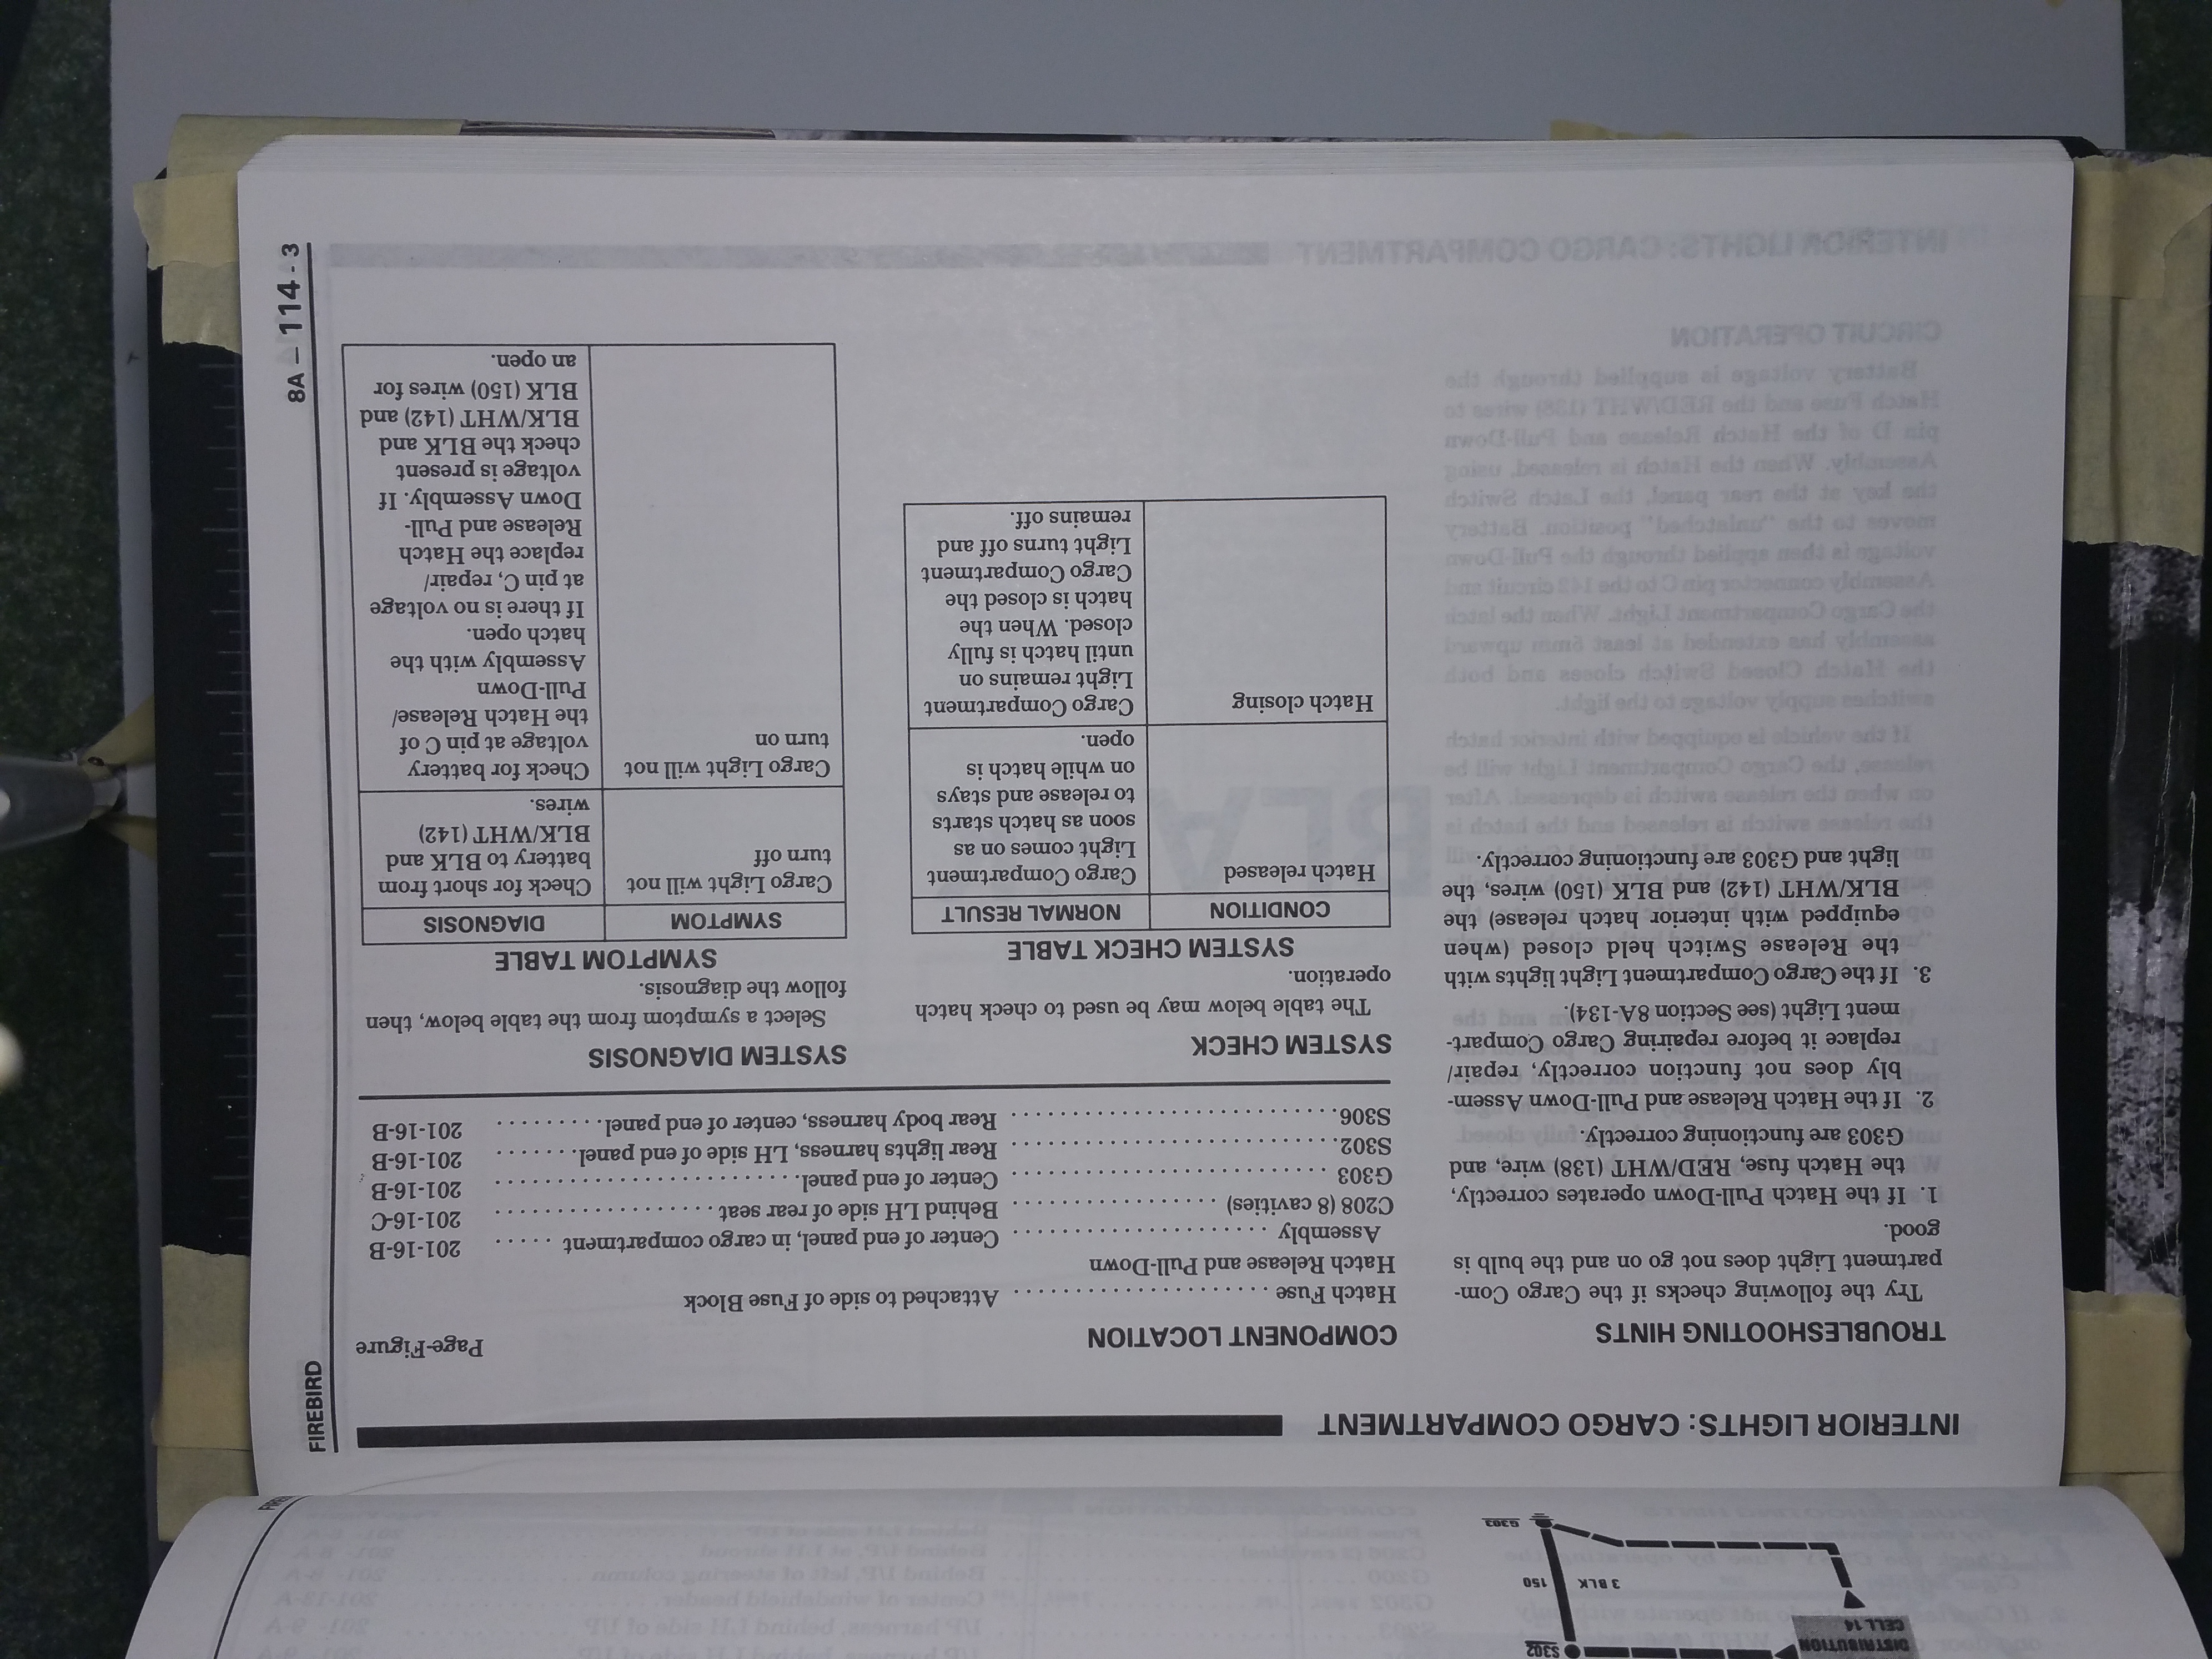 FIREBIRD
8A – 114 - 3
INTERIOR LIGHTS: CARGO COMPARTMENT
TROUBLESHOOTING HINTS
Try the following checks if the Cargo Com-
partment Light does not go on and the bulb is
good.
1. If the Hatch Pull-Down operates correctly,
the Hatch fuse, RED/WHT (138) wire, and
G303 are functioning correctly.
2. If the Hatch Release and Pull-Down Assem-
bly does not function correctly, repair/
replace it before repairing Cargo Compart-
ment Light (see Section 8A-134).
3. If the Cargo Compartment Light lights with
the Release Switch held closed (when
equipped with interior hatch release) the
BLK/WHT (142) and BLK (150) wires, the
light and G303 are functioning correctly.
COMPONENT LOCATION
Page-Figure
Hatch Fuse . . . . . . . . . . . . . . . . . . . . . . . Attached to side of Fuse Block
Hatch Release and Pull-Down
Assembly . . . . . . . . . . . . . . . . . . . . . . . Center of end panel, in cargo compartment . . . . . 201-16-B
C208 (8 cavities) . . . . . . . . . . . . . . . . . . Behind LH side of rear seat . . . . . . . . . . . . . . . . . . . 201-16-C
G303 . . . . . . . . . . . . . . . . . . . . . . . . . . . . Center of end panel. . . . . . . . . . . . . . . . . . . . . . . . . . 201-16-B
S302. . . . . . . . . . . . . . . . . . . . . . . . . . . . . Rear lights harness, LH side of end panel. . . . . . . 201-16-B
S306. . . . . . . . . . . . . . . . . . . . . . . . . . . . . Rear body harness, center of end panel. . . . . . . . . 201-16-B
SYSTEM CHECK
The table below may be used to check hatch
operation.
SYSTEM CHECK TABLE
CONDITION NORMAL RESULT
Hatch released
Cargo Compartment
Light comes on as
soon as hatch starts
to release and stays
on while hatch is
open.
Hatch closing
Cargo Compartment
Light remains on
until hatch is fully
closed. When the
hatch is closed the
Cargo Compartment
Light turns off and
remains off.
SYSTEM DIAGNOSIS
Select a symptom from the table below, then
follow the diagnosis.
SYMPTOM TABLE
SYMPTOM DIAGNOSIS
Cargo Light will not
turn off
Check for short from
battery to BLK and
BLK/WHT (142)
wires.
Cargo Light will not
turn on
Check for battery
voltage at pin C of
the Hatch Release/
Pull-Down
Assembly with the
hatch open.
If there is no voltage
at pin C, repair/
replace the Hatch
Release and Pull-
Down Assembly. If
voltage is present
check the BLK and
BLK/WHT (142) and
BLK (150) wires for
an open.
DISTRIBUTION
CELL 14
S302
150
3 BLK
G303